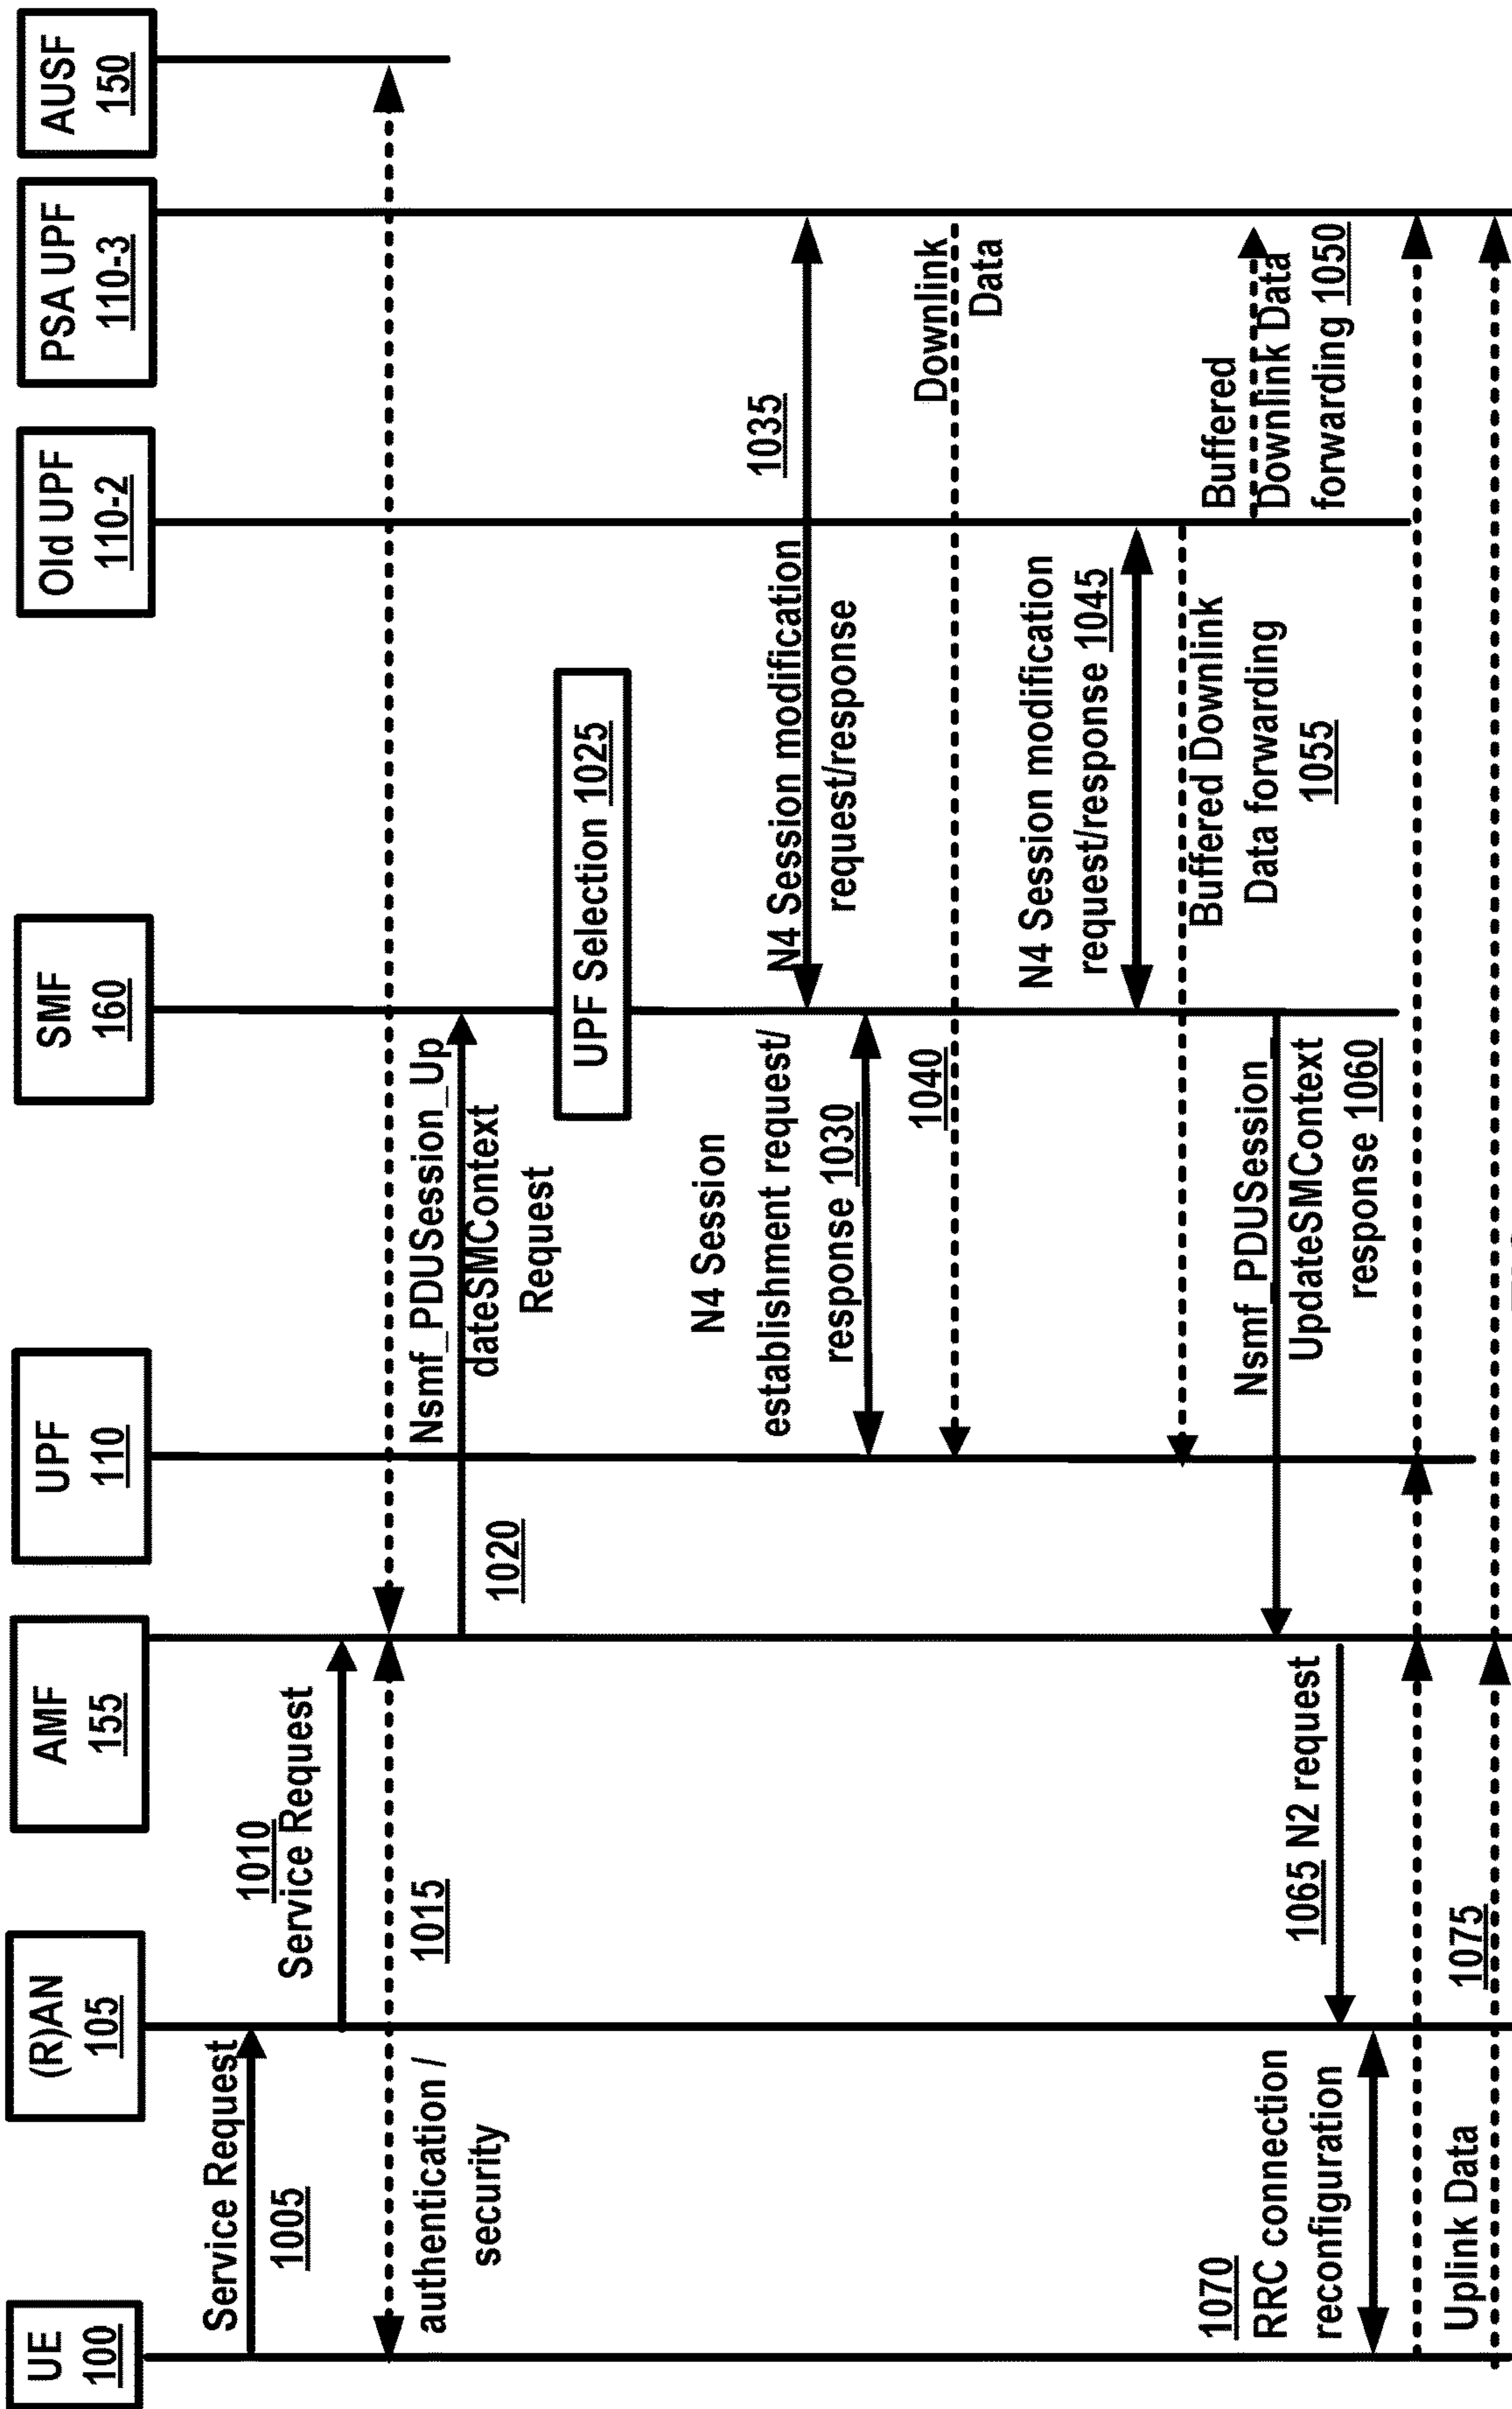 UE
100
(R)AN
105
AMF
155
UPF
110
SMF
160
Old UPF
110-2
PSA UPF
110-3
AUSF
150
Service Request
1005
1010
Service Request
authentication /
security
1015
Nsmf_PDUSession_Up
dateSMContext
Request
1020
UPF Selection 1025
N4 Session
establishment request/
response 1030
N4 Session modification
request/response
1035
1040
Downlink
Data
N4 Session modification
request/response 1045
Buffered
Downlink Data
forwarding 1050
Buffered Downlink
Data forwarding
1055
Nsmf_PDUSession_
UpdateSMContext
response 1060
1065 N2 request
1070
RRC connection
reconfiguration
Uplink Data
1075